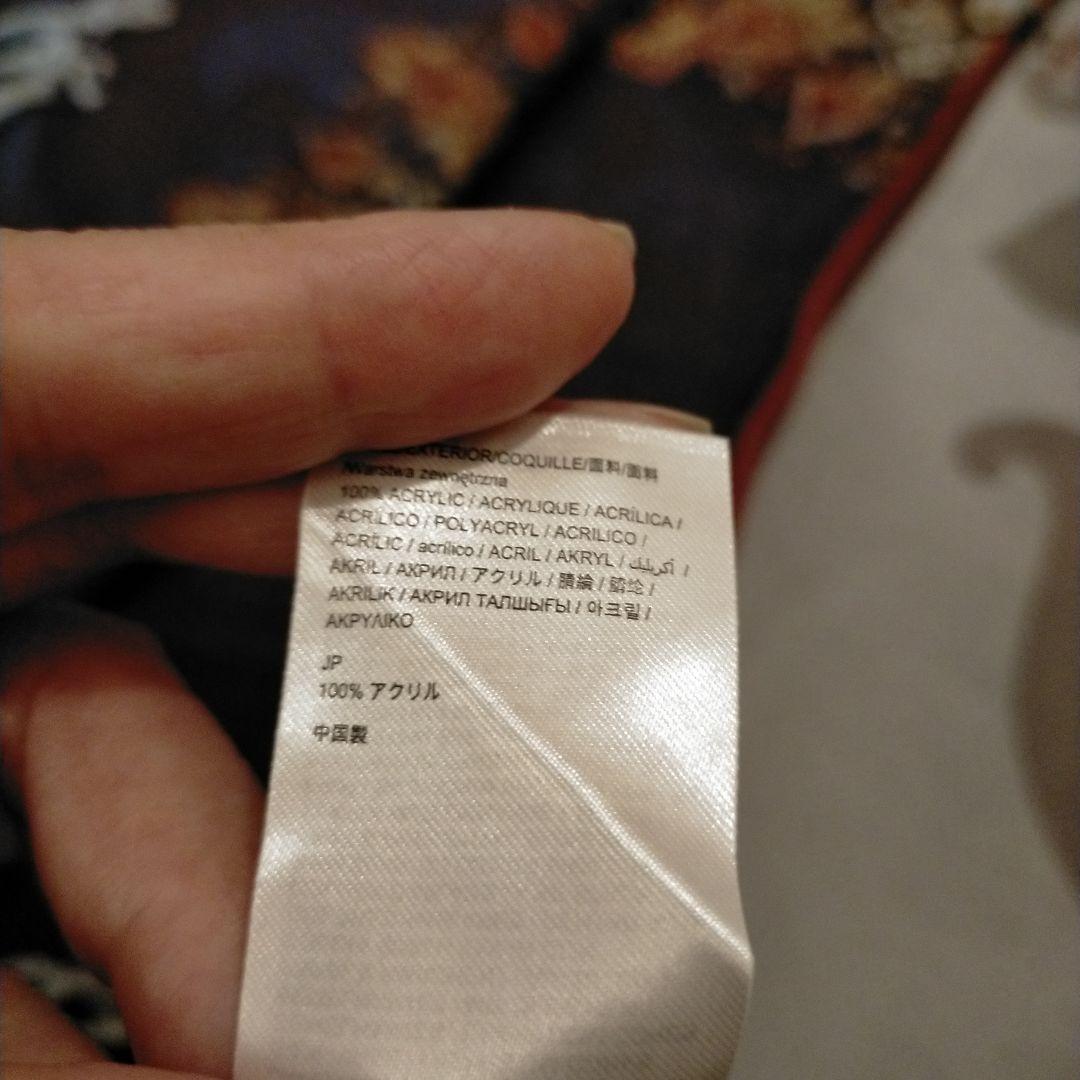 EXTERIOR/COQUILLE/面料/面料
/Warstwa zewnętrzna
100% ACRYLIC / ACRYLIQUE / ACRÍLICA /
ACRÍLICO / POLYACRYL / ACRILICO /
ACRÍLIC / acrílico / ACRIL / AKRYL / أكريليك /
AKRIL / АКРИЛ / アクリル / 腈綸 / 腈纶 /
AKRİLİK / АКРИЛ ТАЛШЫҒЫ / 아크릴 /
ΑΚΡΥΛΙΚΟ
JP
100% アクリル
中国製